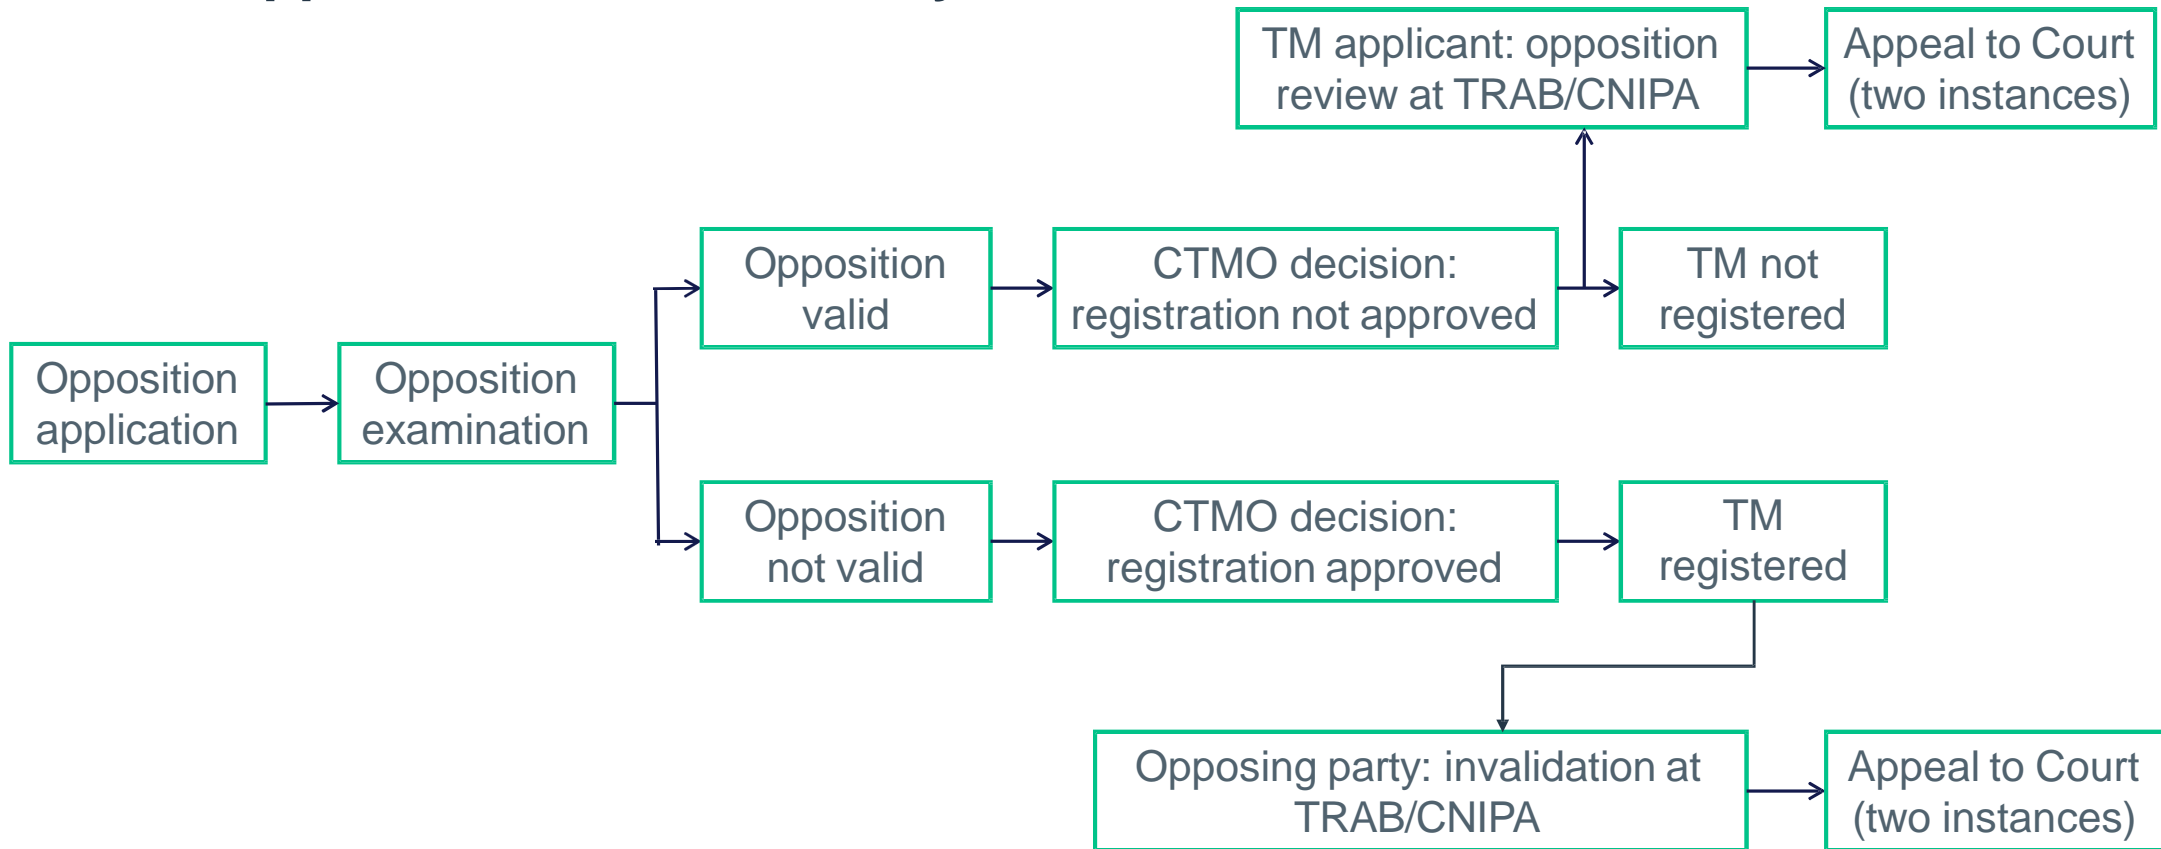 TM applicant: opposition
review at TRAB/CNIPA
Appeal to Court
(two instances)
Opposition
valid
CTMO decision:
registration not approved
TM not
registered
Opposition
application
Opposition
examination
Opposition
not valid
CTMO decision:
registration approved
TM
registered
Opposing party: invalidation at
TRAB/CNIPA
Appeal to Court
(two instances)